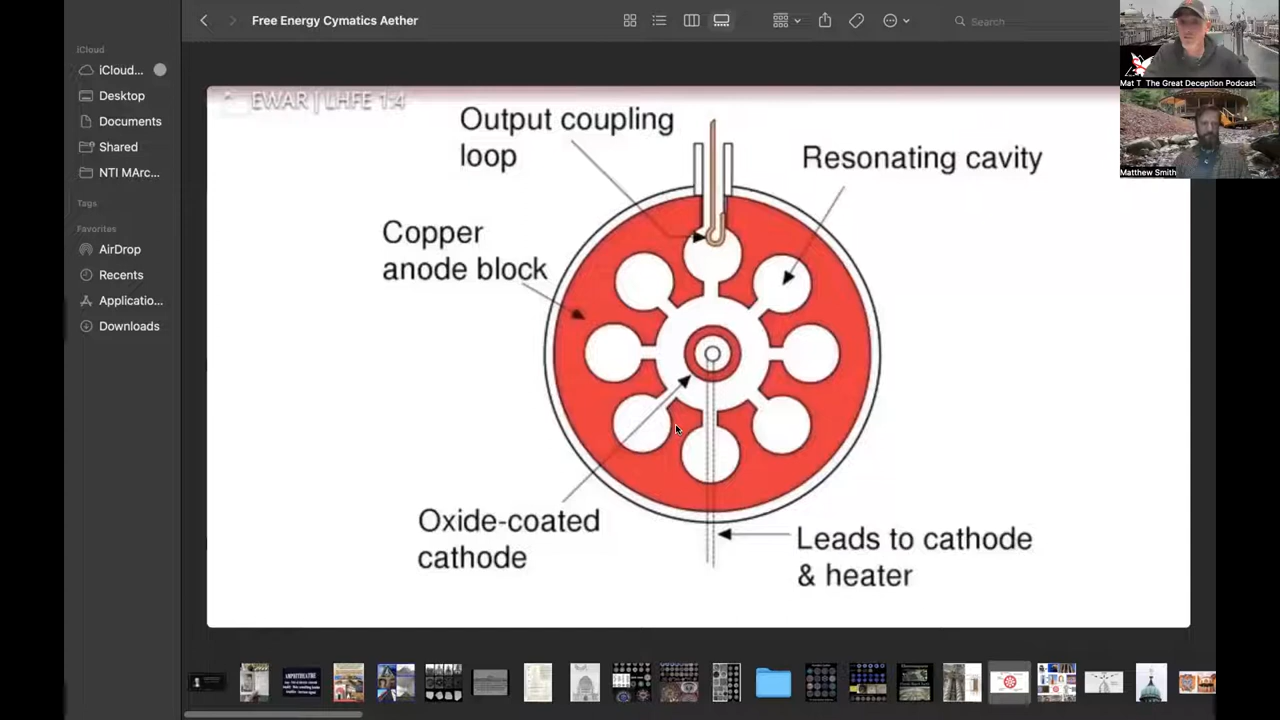 Free Energy Cymatics Aether
Search
iCloud
iCloud...
Desktop
Documents
Shared
NTI MArc...
Tags
Favorites
AirDrop
Recents
Applicatio...
Downloads
EWAR | LHFE 1:4
Output coupling
loop
Resonating cavity
Copper
anode block
Oxide-coated
cathode
Leads to cathode
& heater
Mat T The Great Deception Podcast
Matthew Smith
AMPHITHEATRE